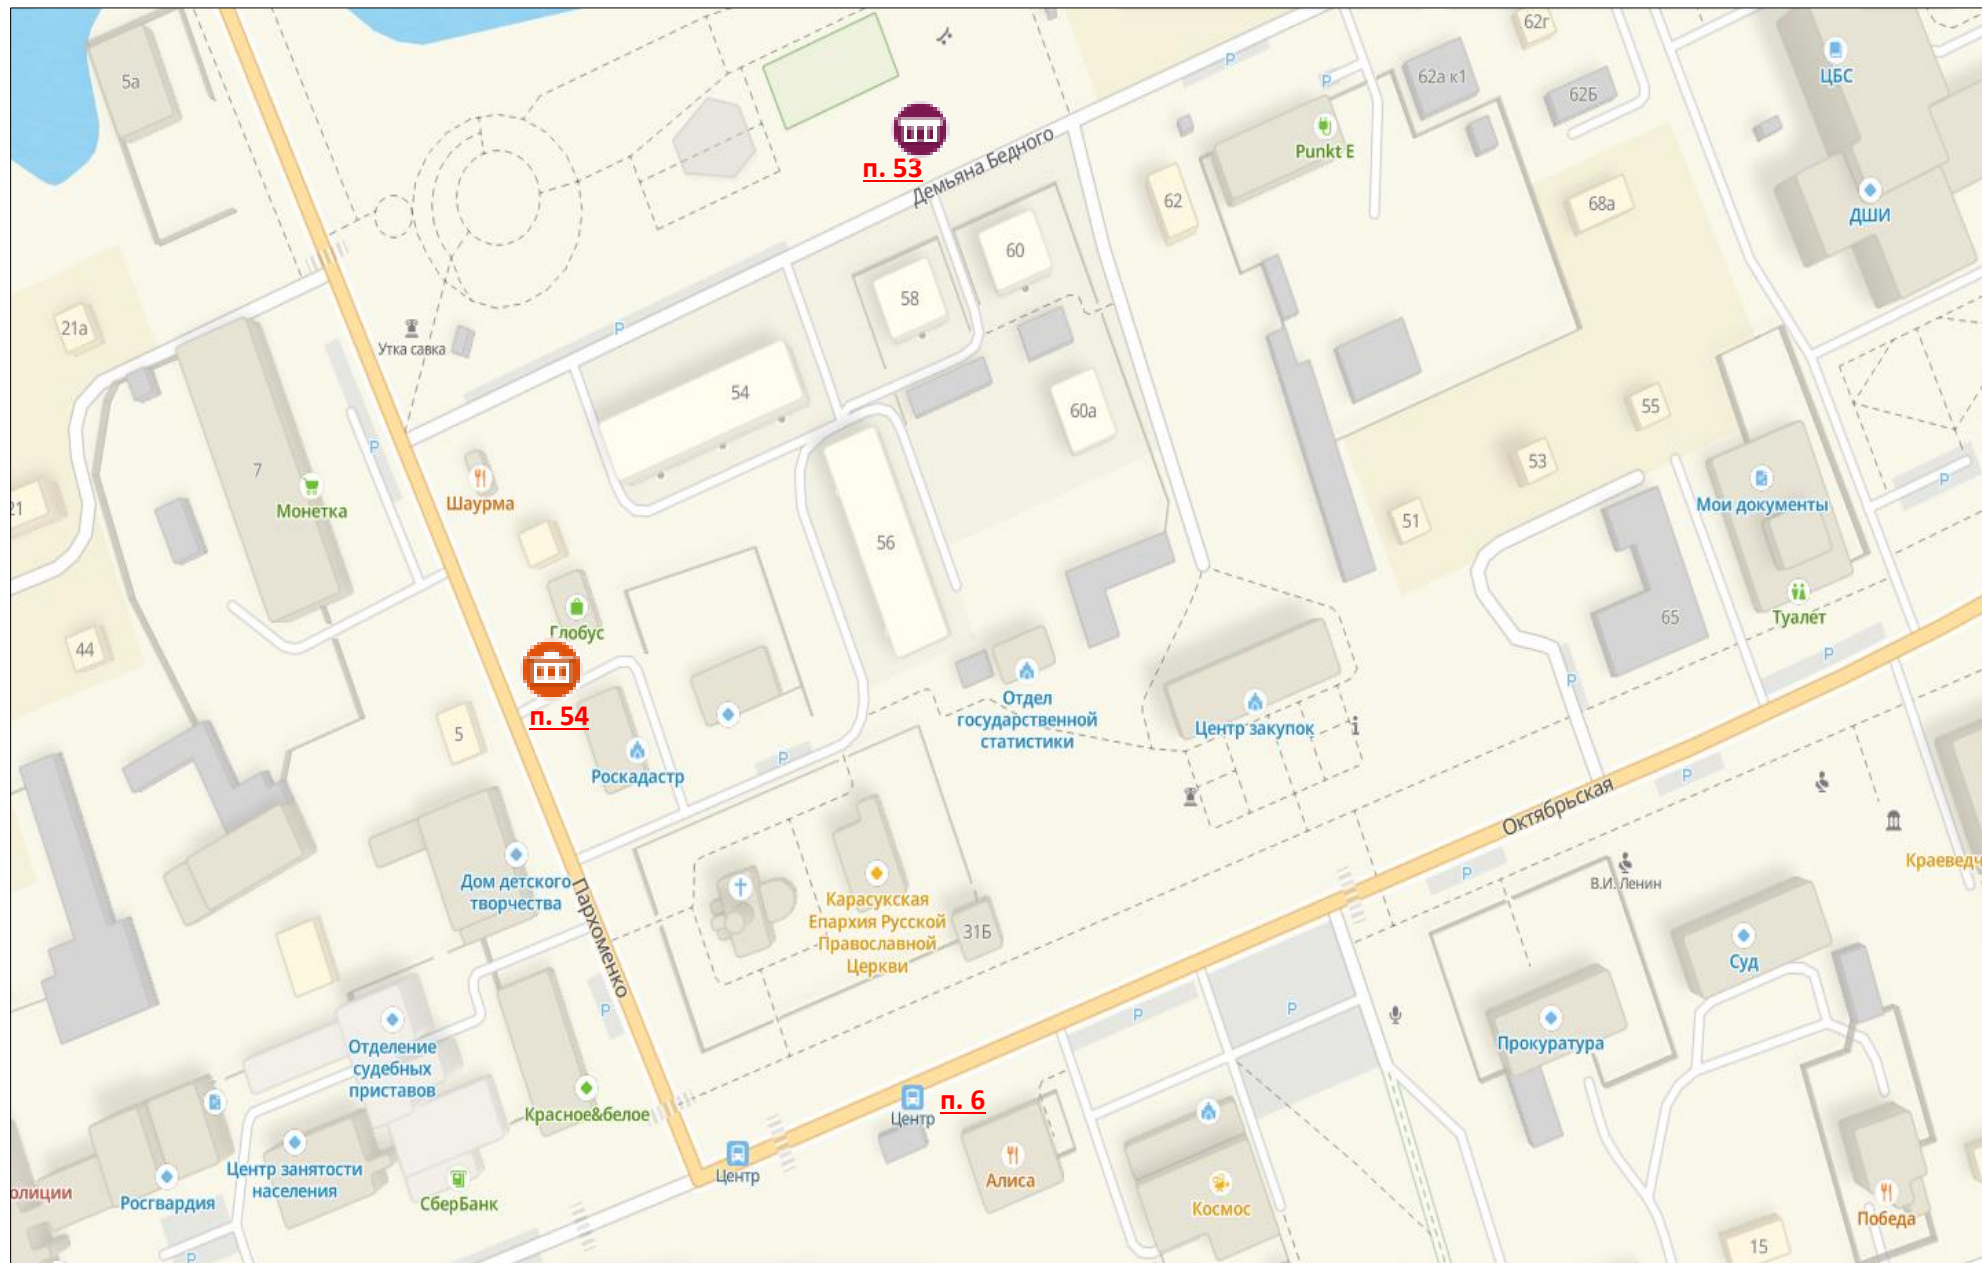 5а
62г
ЦБС
62а к1
62Б
P
P
Punkt E
п. 53
Демьяна Бедного
62
68а
ДШИ
60
58
21а
P
Утка савка
54
60а
55
P
7
Монетка
Шаурма
53
Мои документы
P
21
51
56
Глобус
44
65
Туалет
P
P
п. 54
5
Отдел
государственной
статистики
Центр закупок
i
Роскадастр
P
P
Октябрьская
Дом детского
творчества
Пархоменко
Карасукская
Епархия Русской
Православной
Церкви
31Б
P
В.И. Ленин
Краеведч
Суд
P
P
P
Прокуратура
Отделение
судебных
приставов
Красное&белое
Центр
п. 6
Центр
Алиса
Космос
Центр занятости
населения
олиции
Росгвардия
СберБанк
P
Победа
15